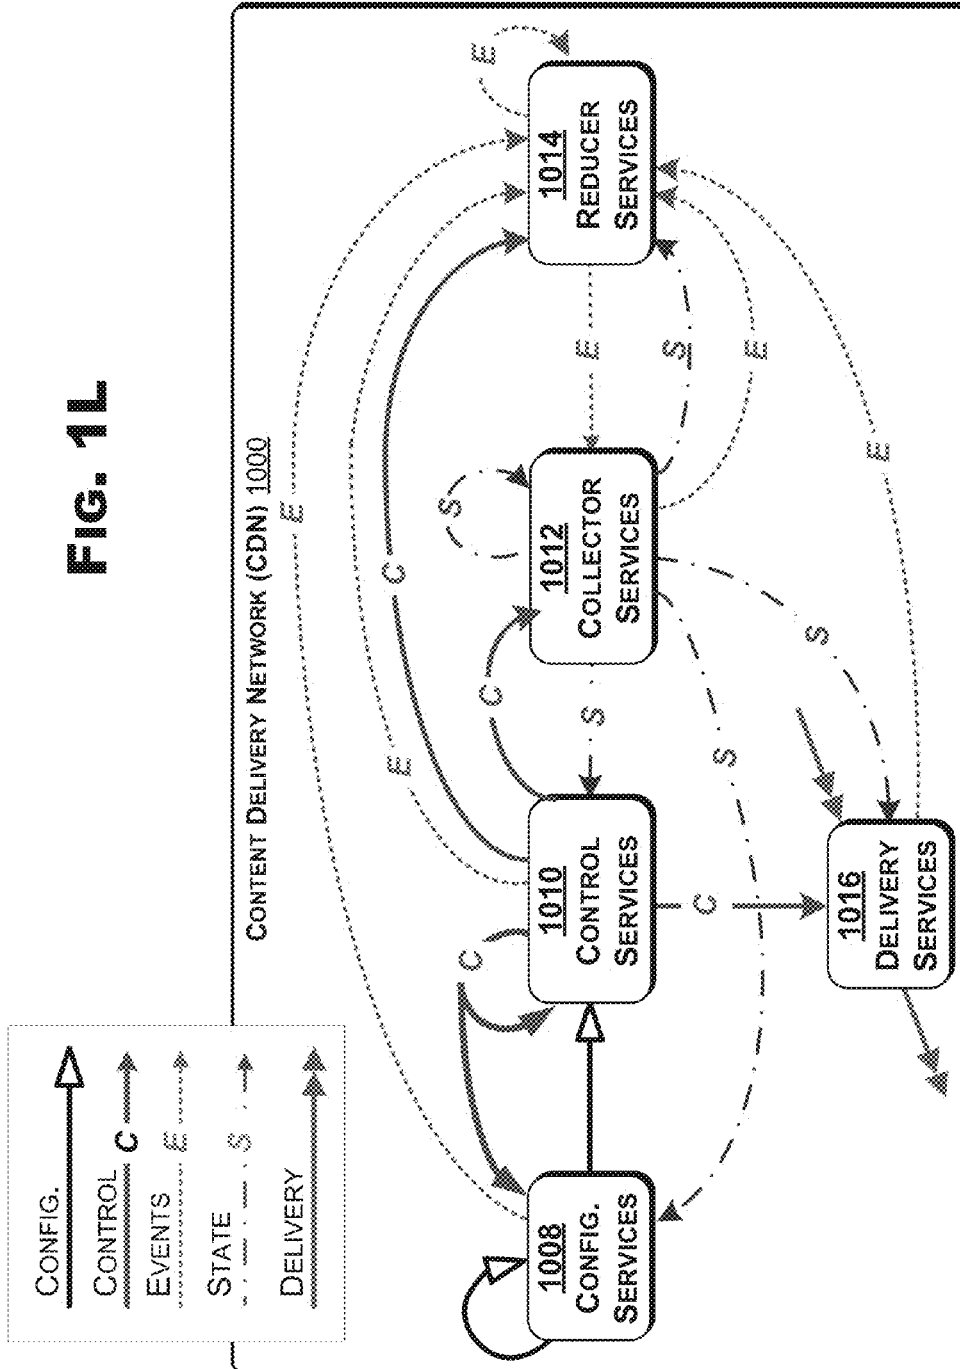 FIG. 1L
CONTENT DELIVERY NETWORK (CDN) 1000
CONFIG.
CONTROL C
EVENTS E
STATE S
DELIVERY
1008
CONFIG.
SERVICES
1010
CONTROL
SERVICES
1012
COLLECTOR
SERVICES
1014
REDUCER
SERVICES
1016
DELIVERY
SERVICES
E
E
C
C
C
E
S
E
S
E
S
S
S
C
E